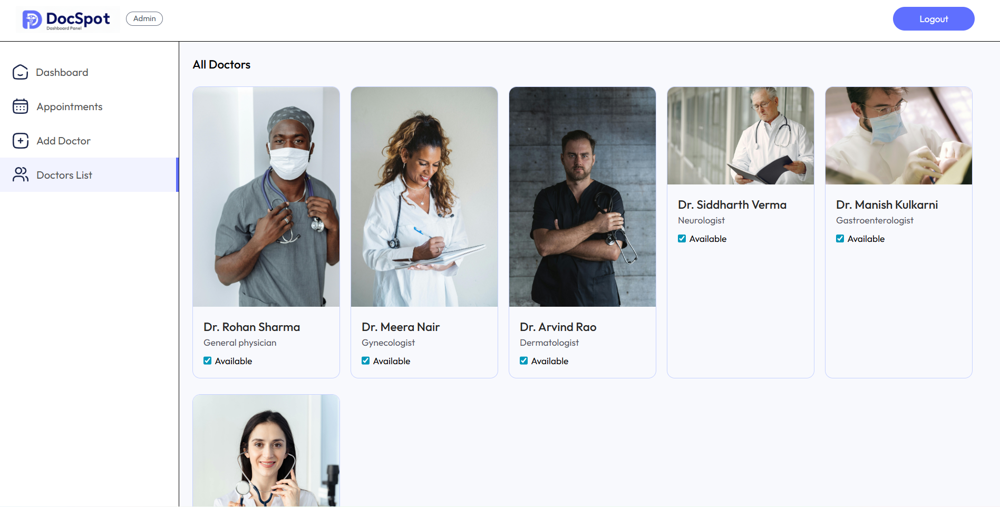 DocSpot
Dashboard Panel
Admin
Logout
Dashboard
Appointments
Add Doctor
Doctors List
All Doctors
Dr. Rohan Sharma
General physician
Available
Dr. Meera Nair
Gynecologist
Available
Dr. Arvind Rao
Dermatologist
Available
Dr. Siddharth Verma
Neurologist
Available
Dr. Manish Kulkarni
Gastroenterologist
Available